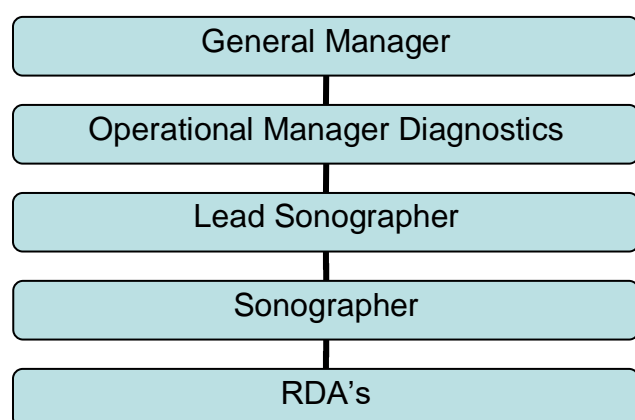 General Manager
Operational Manager Diagnostics
Lead Sonographer
Sonographer
RDA’s